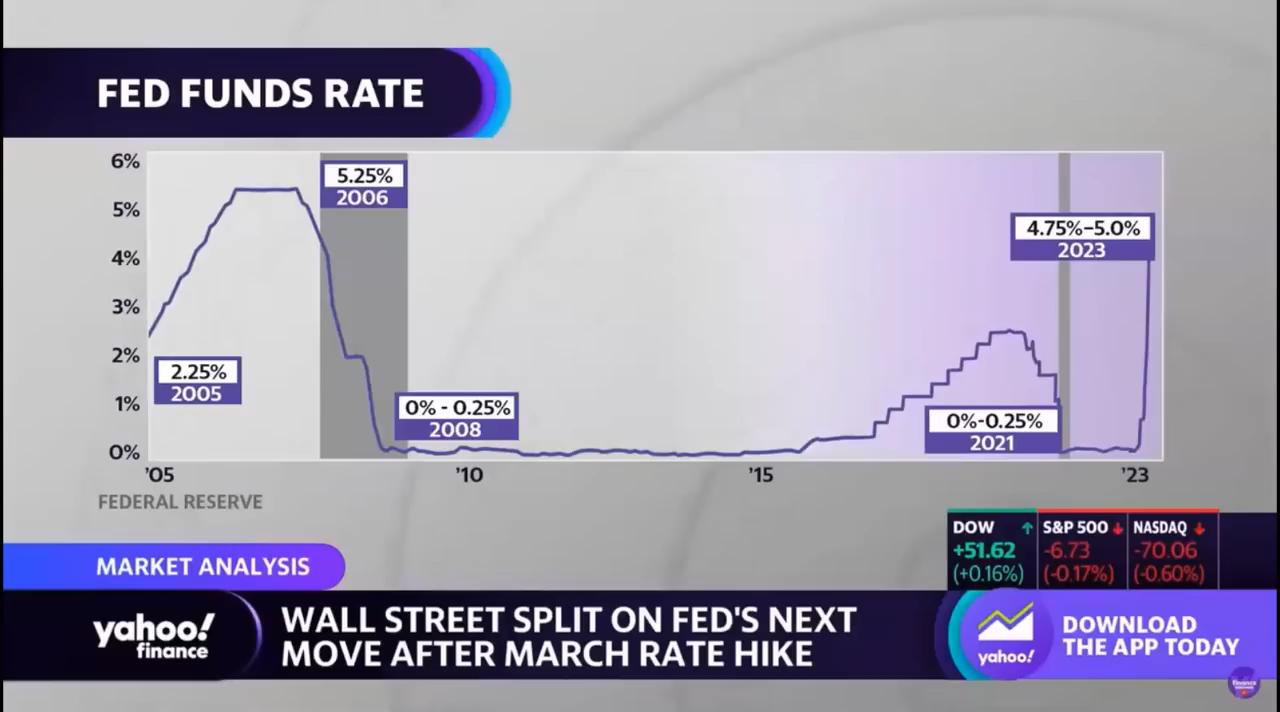 FED FUNDS RATE
6%
5%
4%
3%
2%
1%
0%
5.25%
2006
4.75%–5.0%
2023
2.25%
2005
0% - 0.25%
2008
0%-0.25%
2021
'05
'10
'15
'23
FEDERAL RESERVE
DOW
+51.62
(+0.16%)
S&P 500
-6.73
(-0.17%)
NASDAQ
-70.06
(-0.60%)
MARKET ANALYSIS
yahoo!
finance
WALL STREET SPLIT ON FED'S NEXT
MOVE AFTER MARCH RATE HIKE
yahoo!
DOWNLOAD
THE APP TODAY
finance